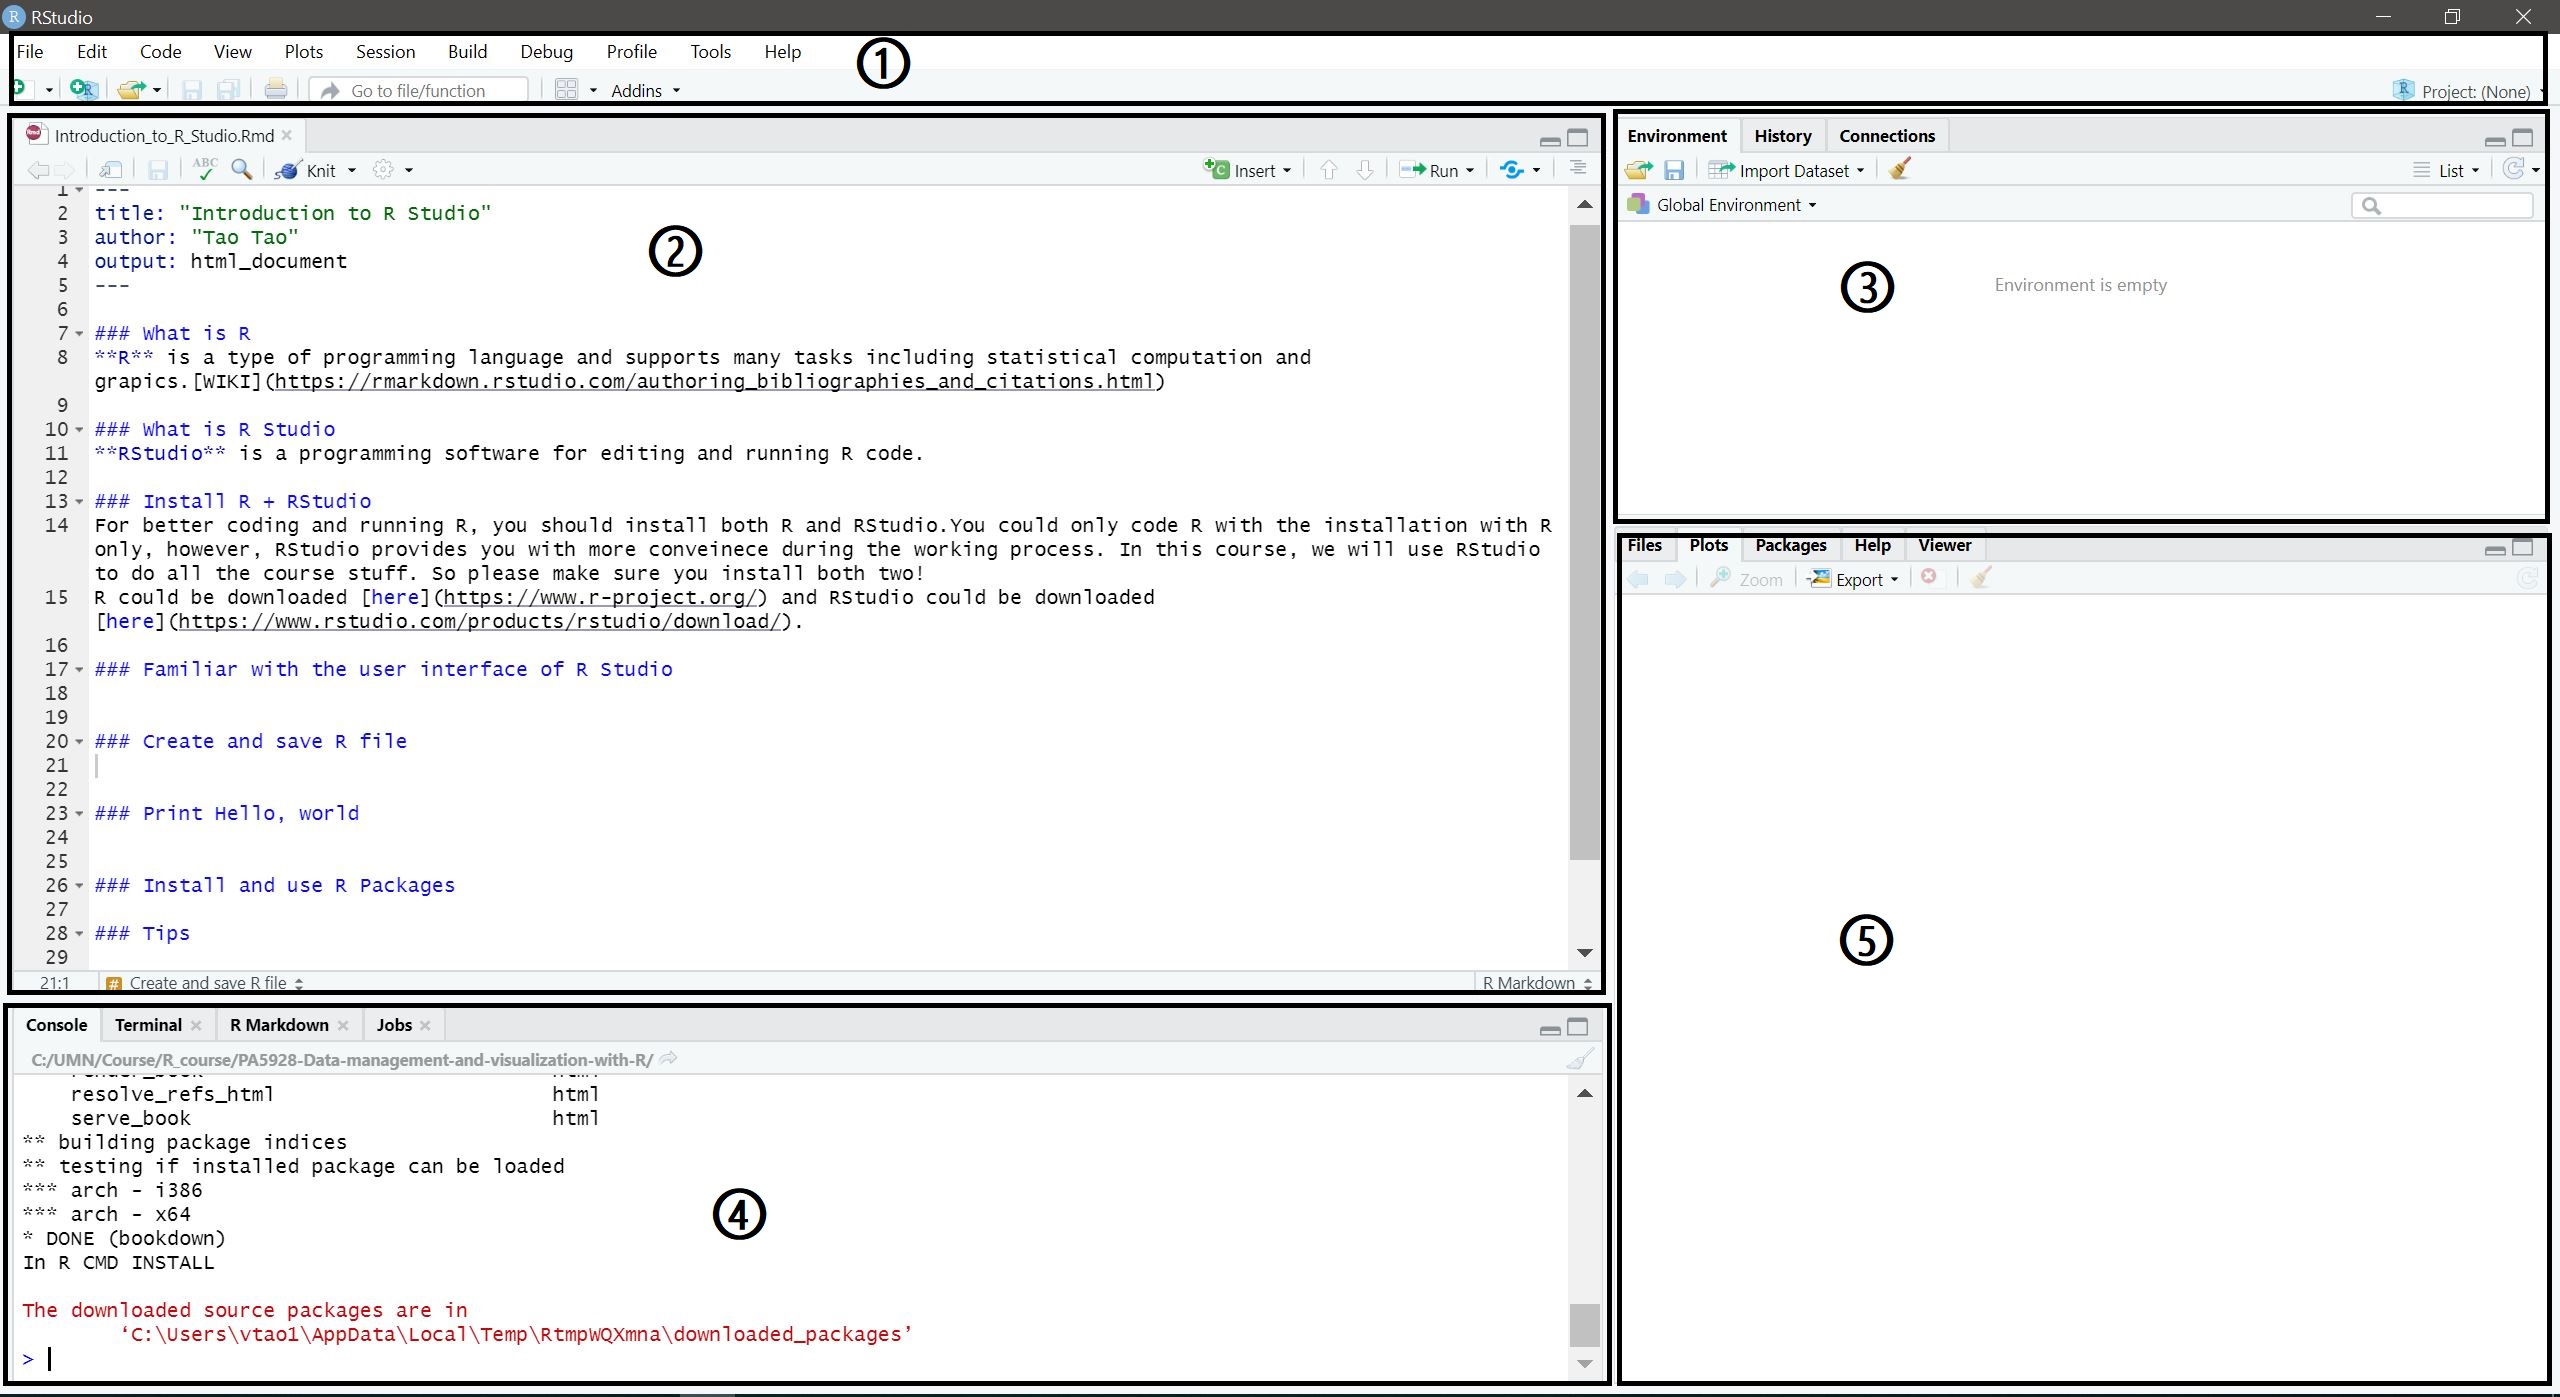 RStudio
File Edit Code View Plots Session Build Debug Profile Tools Help
①
Go to file/function Addins Project: (None)
Introduction_to_R_Studio.Rmd
ABC Knit Insert Run
1 ---
2 title: "Introduction to R Studio"
3 author: "Tao Tao"
②
4 output: html_document
5 ---
6
7 ### What is R
8 **R** is a type of programming language and supports many tasks including statistical computation and
grapics.[WIKI](https://rmarkdown.rstudio.com/authoring_bibliographies_and_citations.html)
9
10 ### What is R Studio
11 **RStudio** is a programming software for editing and running R code.
12
13 ### Install R + RStudio
14 For better coding and running R, you should install both R and RStudio.You could only code R with the installation with R
only, however, RStudio provides you with more conveinece during the working process. In this course, we will use RStudio
to do all the course stuff. So please make sure you install both two!
15 R could be downloaded [here](https://www.r-project.org/) and RStudio could be downloaded
[here](https://www.rstudio.com/products/rstudio/download/).
16
17 ### Familiar with the user interface of R Studio
18
19
20 ### Create and save R file
21
22
23 ### Print Hello, world
24
25
26 ### Install and use R Packages
27
28 ### Tips
29
21:1 # Create and save R file R Markdown
Environment History Connections
Import Dataset List
Global Environment
③
Environment is empty
Console Terminal R Markdown Jobs
C:/UMN/Course/R_course/PA5928-Data-management-and-visualization-with-R/
resolve_refs_html html
serve_book html
** building package indices
** testing if installed package can be loaded
*** arch - i386
*** arch - x64
④
* DONE (bookdown)
In R CMD INSTALL
The downloaded source packages are in
‘C:\Users\vtao1\AppData\Local\Temp\RtmpWQXmna\downloaded_packages’
>
Files Plots Packages Help Viewer
Zoom Export
⑤